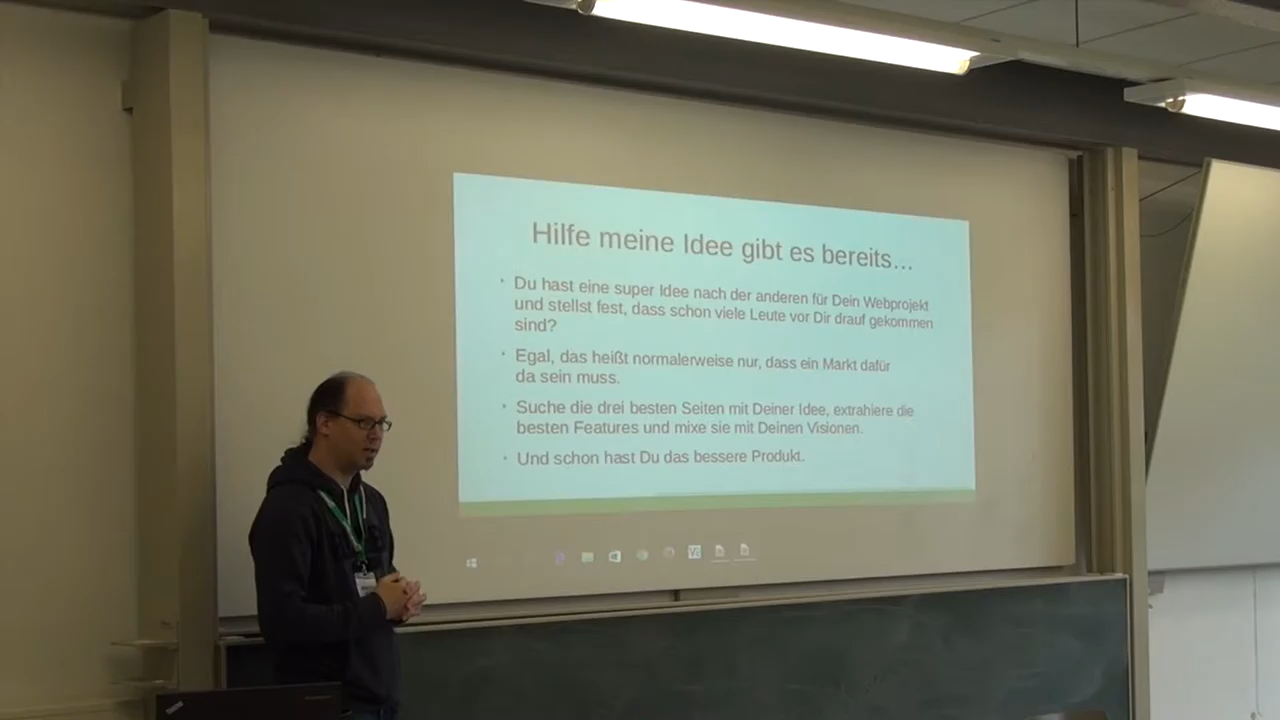 Hilfe meine Idee gibt es bereits...
Du hast eine super Idee nach der anderen für Dein Webprojekt
und stellst fest, dass schon viele Leute vor Dir drauf gekommen
sind?
Egal, das heißt normalerweise nur, dass ein Markt dafür
da sein muss.
Suche die drei besten Seiten mit Deiner Idee, extrahiere die
besten Features und mixe sie mit Deinen Visionen.
Und schon hast Du das bessere Produkt.